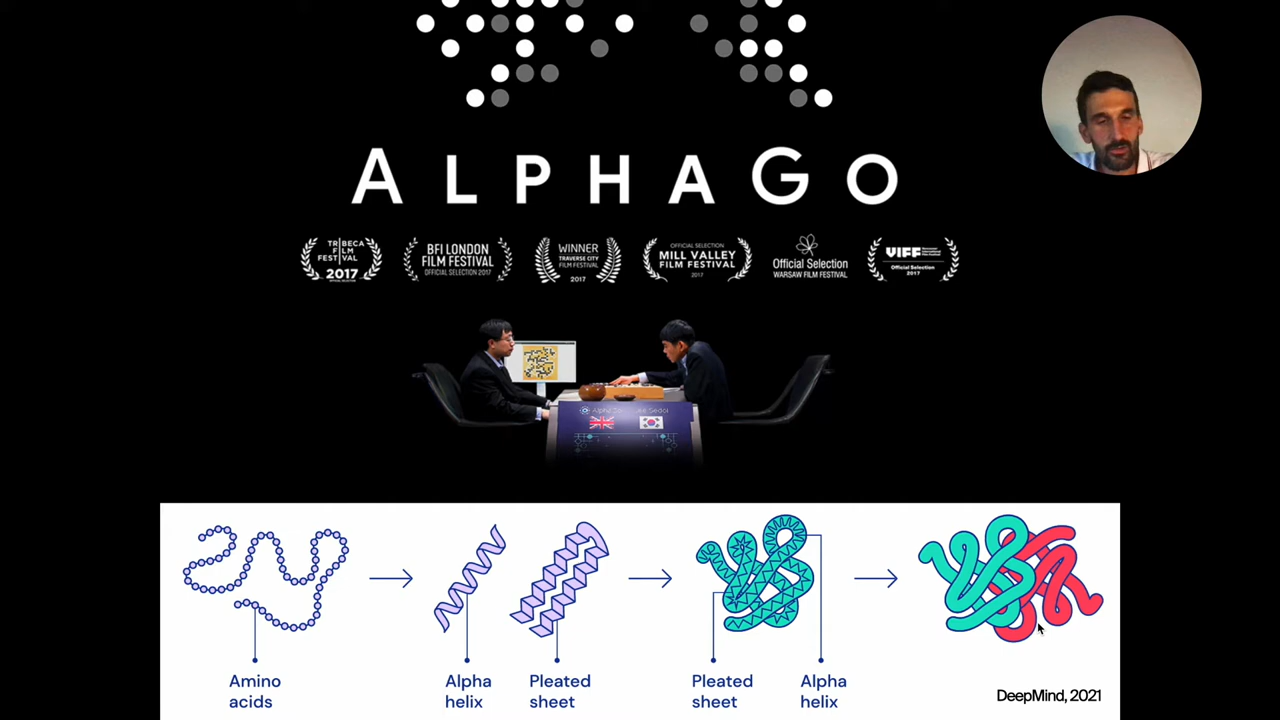 ALPHAGO
TRIBECA
FILM
FESTIVAL
2017
OFFICIAL SELECTION
BFI LONDON
FILM FESTIVAL
OFFICIAL SELECTION 2017
WINNER
TRAVERSE CITY
FILM FESTIVAL
2017
OFFICIAL SELECTION
MILL VALLEY
FILM FESTIVAL
2017
Official Selection
WARSAW FILM FESTIVAL
VIFF
Official Selection
2017
Amino
acids
Alpha
helix
Pleated
sheet
Pleated
sheet
Alpha
helix
DeepMind, 2021